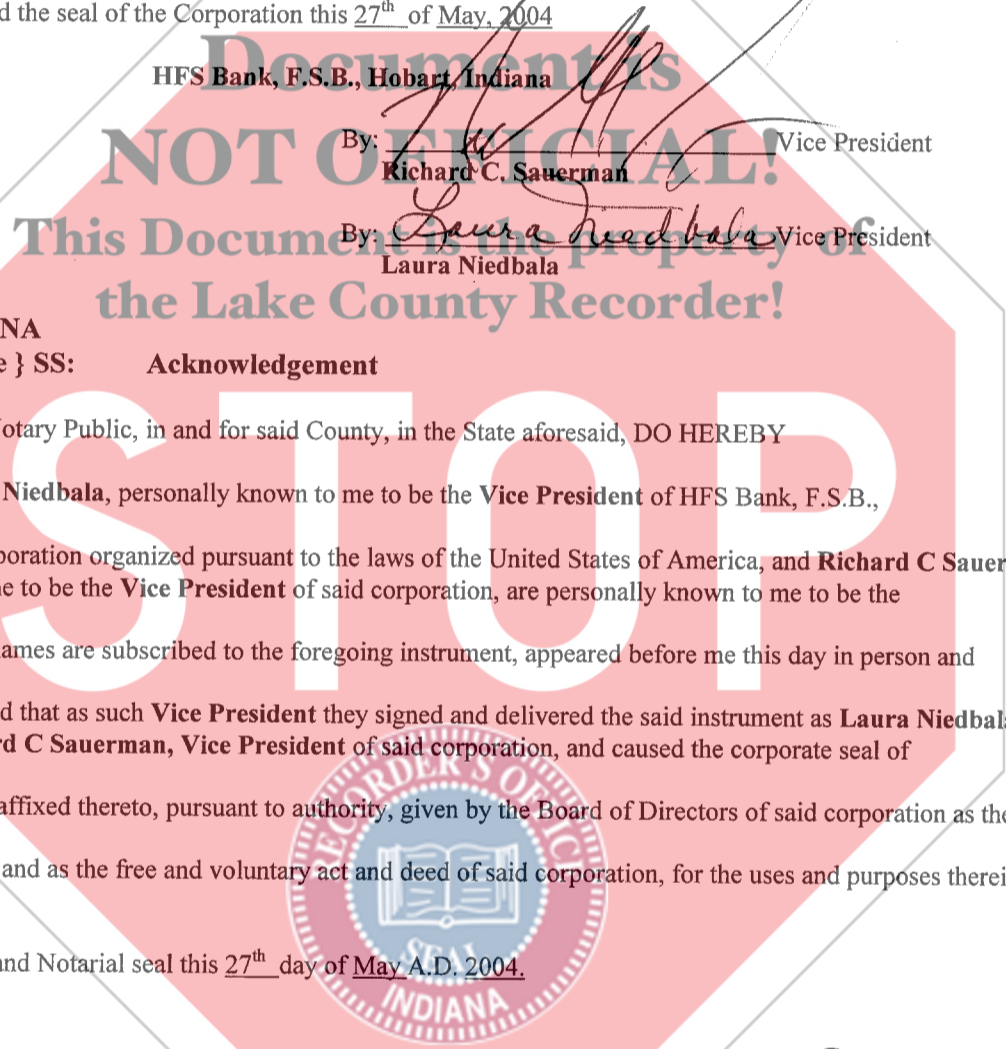 d the seal of the Corporation this 27th of May, 2004
Document is
HFS Bank, F.S.B., Hobart, Indiana
NOT OFFICIAL!
By: Vice President
Richard C. Sauerman
This Document is the property of
By: Laura Niedbala Vice President
Laura Niedbala
the Lake County Recorder!
NA
e } SS: Acknowledgement
STOP
otary Public, in and for said County, in the State aforesaid, DO HEREBY
Niedbala, personally known to me to be the Vice President of HFS Bank, F.S.B.,
poration organized pursuant to the laws of the United States of America, and Richard C Sauer
e to be the Vice President of said corporation, are personally known to me to be the
ames are subscribed to the foregoing instrument, appeared before me this day in person and
d that as such Vice President they signed and delivered the said instrument as Laura Niedbal
rd C Sauerman, Vice President of said corporation, and caused the corporate seal of
RECORDER'S OFFICE
affixed thereto, pursuant to authority, given by the Board of Directors of said corporation as the
and as the free and voluntary act and deed of said corporation, for the uses and purposes therei
SEAL
and Notarial seal this 27th day of May A.D. 2004.
INDIANA